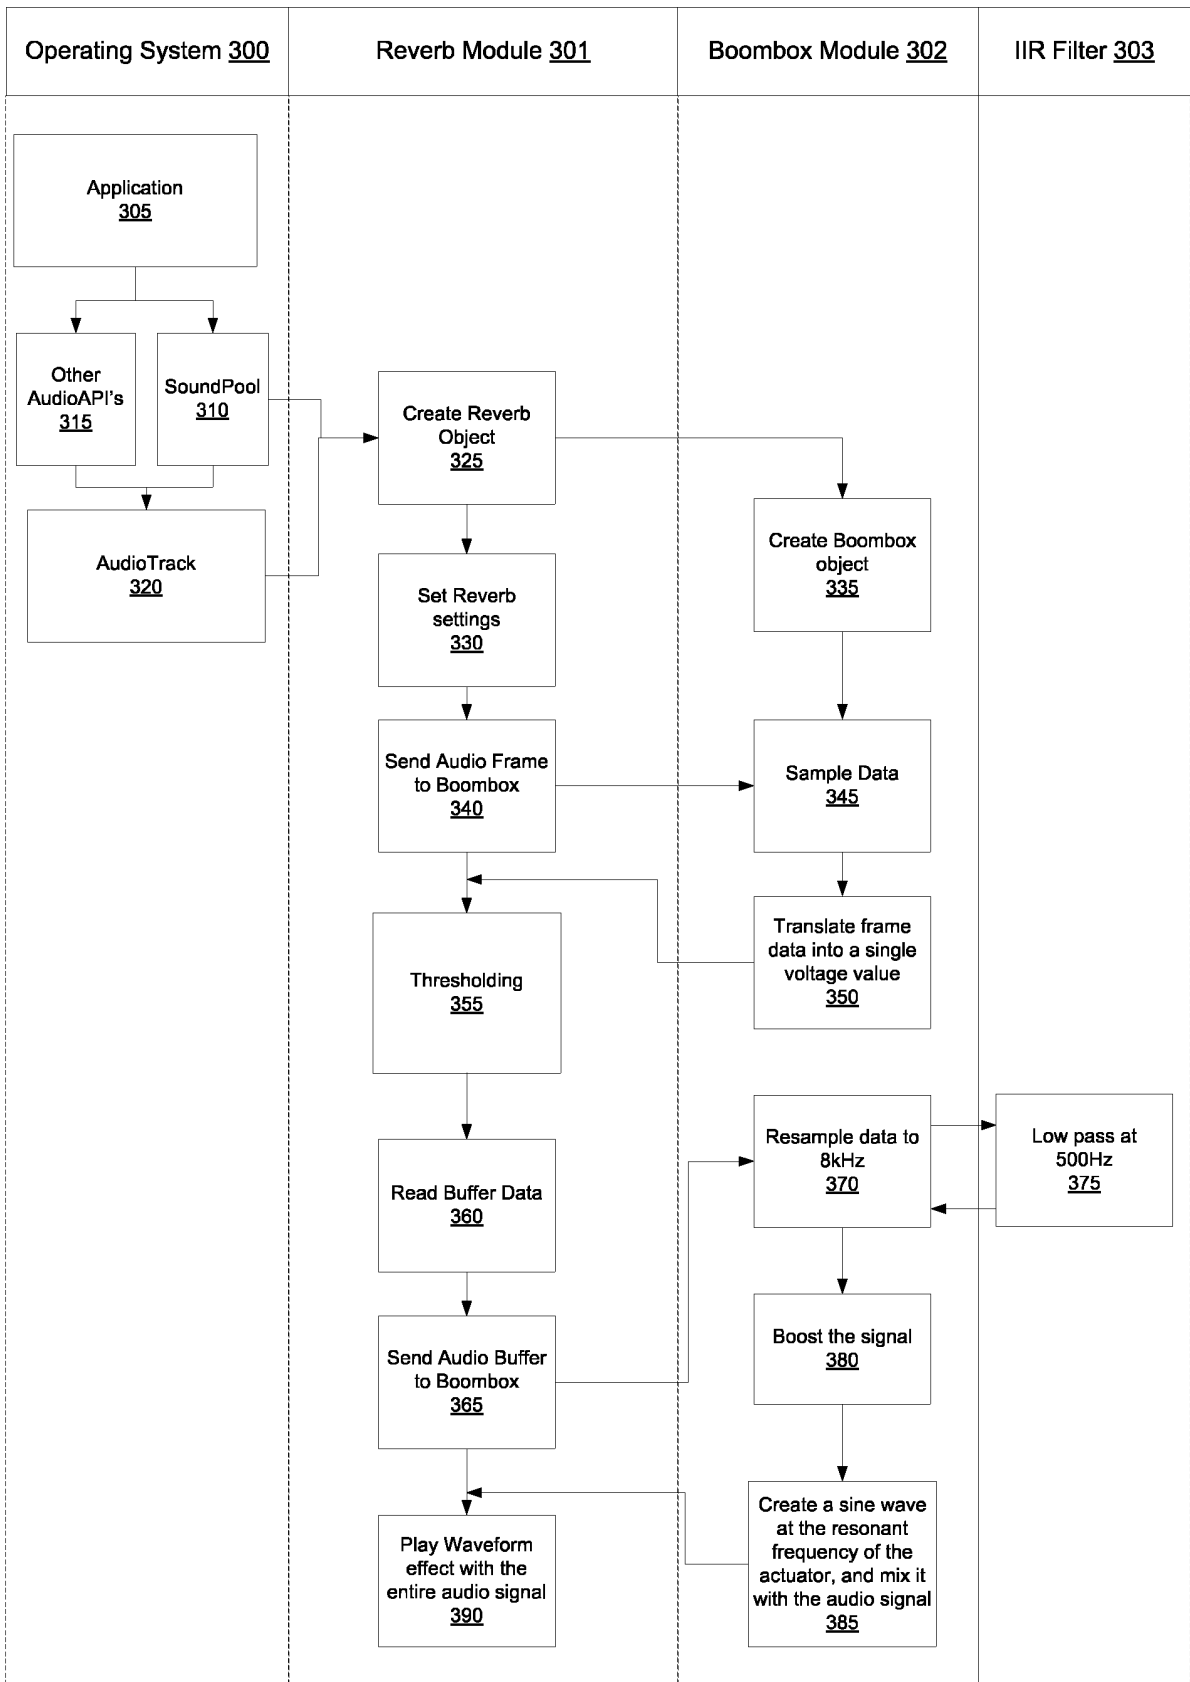 Operating System 300
Reverb Module 301
Boombox Module 302
IIR Filter 303
Application
305
Other
AudioAPI's
315
SoundPool
310
AudioTrack
320
Create Reverb
Object
325
Set Reverb
settings
330
Create Boombox
object
335
Send Audio Frame
to Boombox
340
Sample Data
345
Translate frame
data into a single
voltage value
350
Thresholding
355
Read Buffer Data
360
Send Audio Buffer
to Boombox
365
Resample data to
8kHz
370
Low pass at
500Hz
375
Boost the signal
380
Create a sine wave
at the resonant
frequency of the
actuator, and mix it
with the audio signal
385
Play Waveform
effect with the
entire audio signal
390